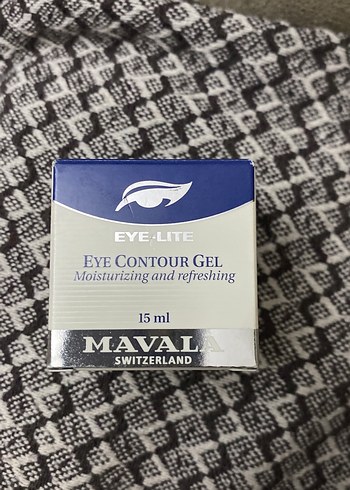 EYE·LITE
EYE CONTOUR GEL
Moisturizing and refreshing
15 ml
MAVALA
SWITZERLAND